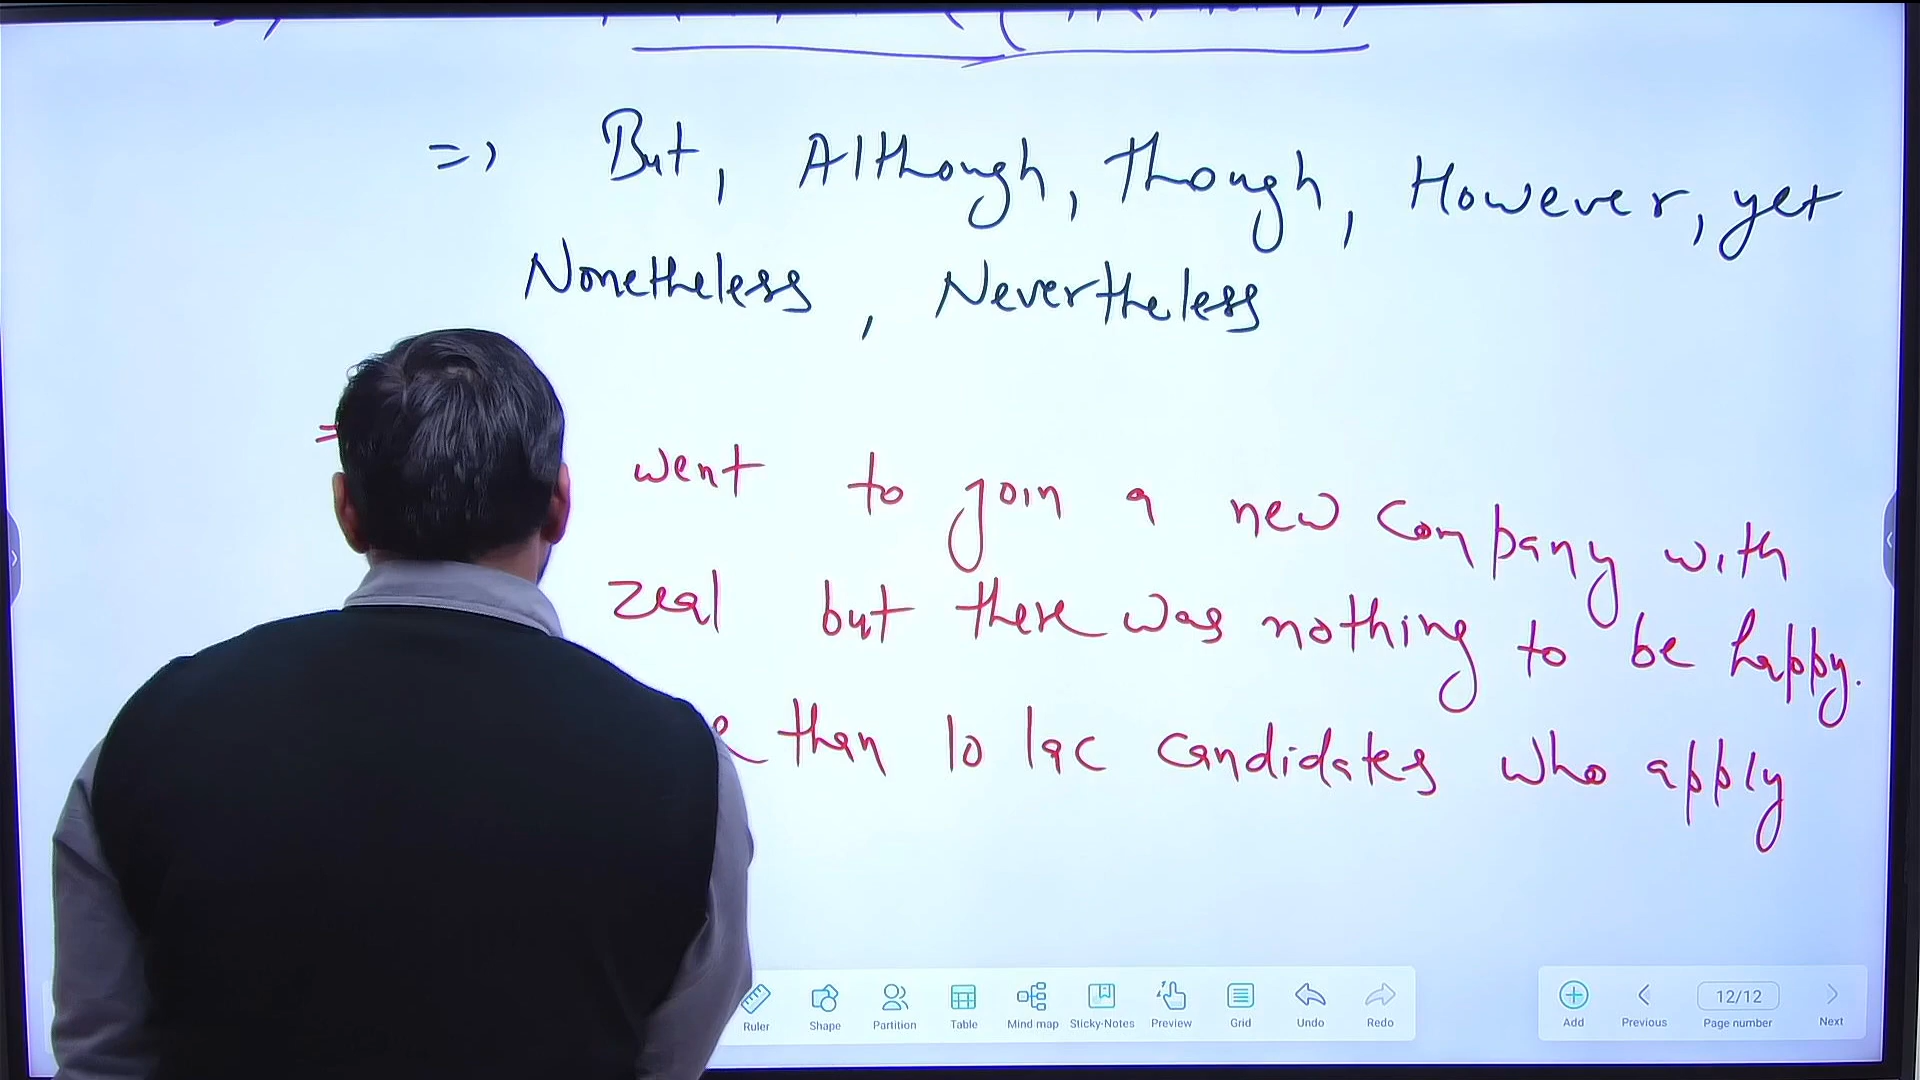 => But, Although, Though, However, yet
Nonetheless, Nevertheless
went to join a new company with
zeal but there was nothing to be happy.
than 10 lac candidates who apply
Ruler Shape Partition Table Mind map Sticky-Notes Preview Grid Undo Redo
Add Previous 12/12 Page number Next